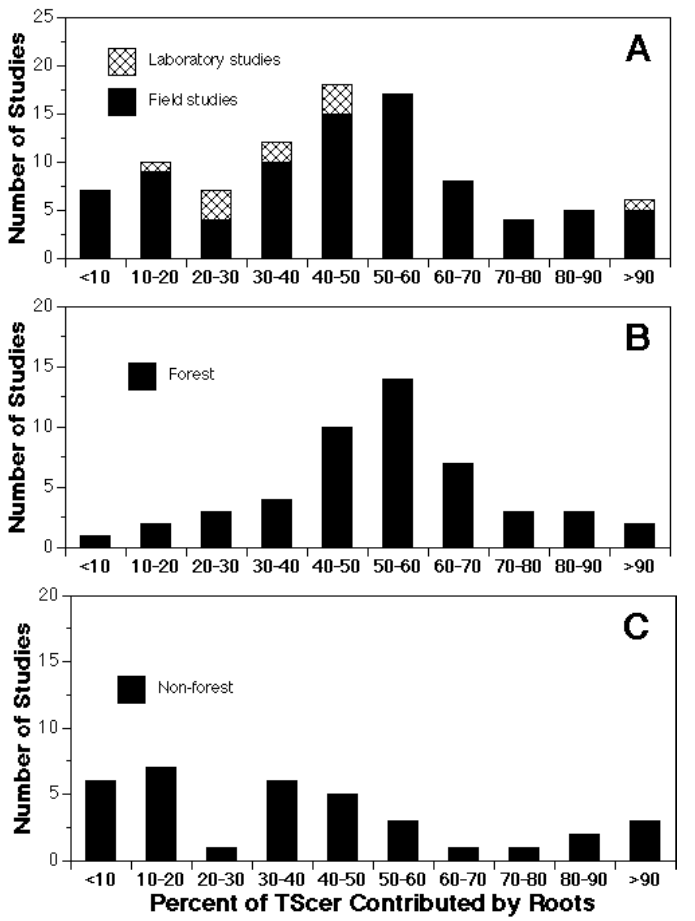 25
20
15
10
5
0
Number of Studies
Laboratory studies
Field studies
A
<10 10-20 20-30 30-40 40-50 50-60 60-70 70-80 80-90 >90
20
15
10
5
0
Number of Studies
Forest
B
<10 10-20 20-30 30-40 40-50 50-60 60-70 70-80 80-90 >90
20
15
10
5
0
Number of Studies
Non-forest
C
<10 10-20 20-30 30-40 40-50 50-60 60-70 70-80 80-90 >90
Percent of TScer Contributed by Roots